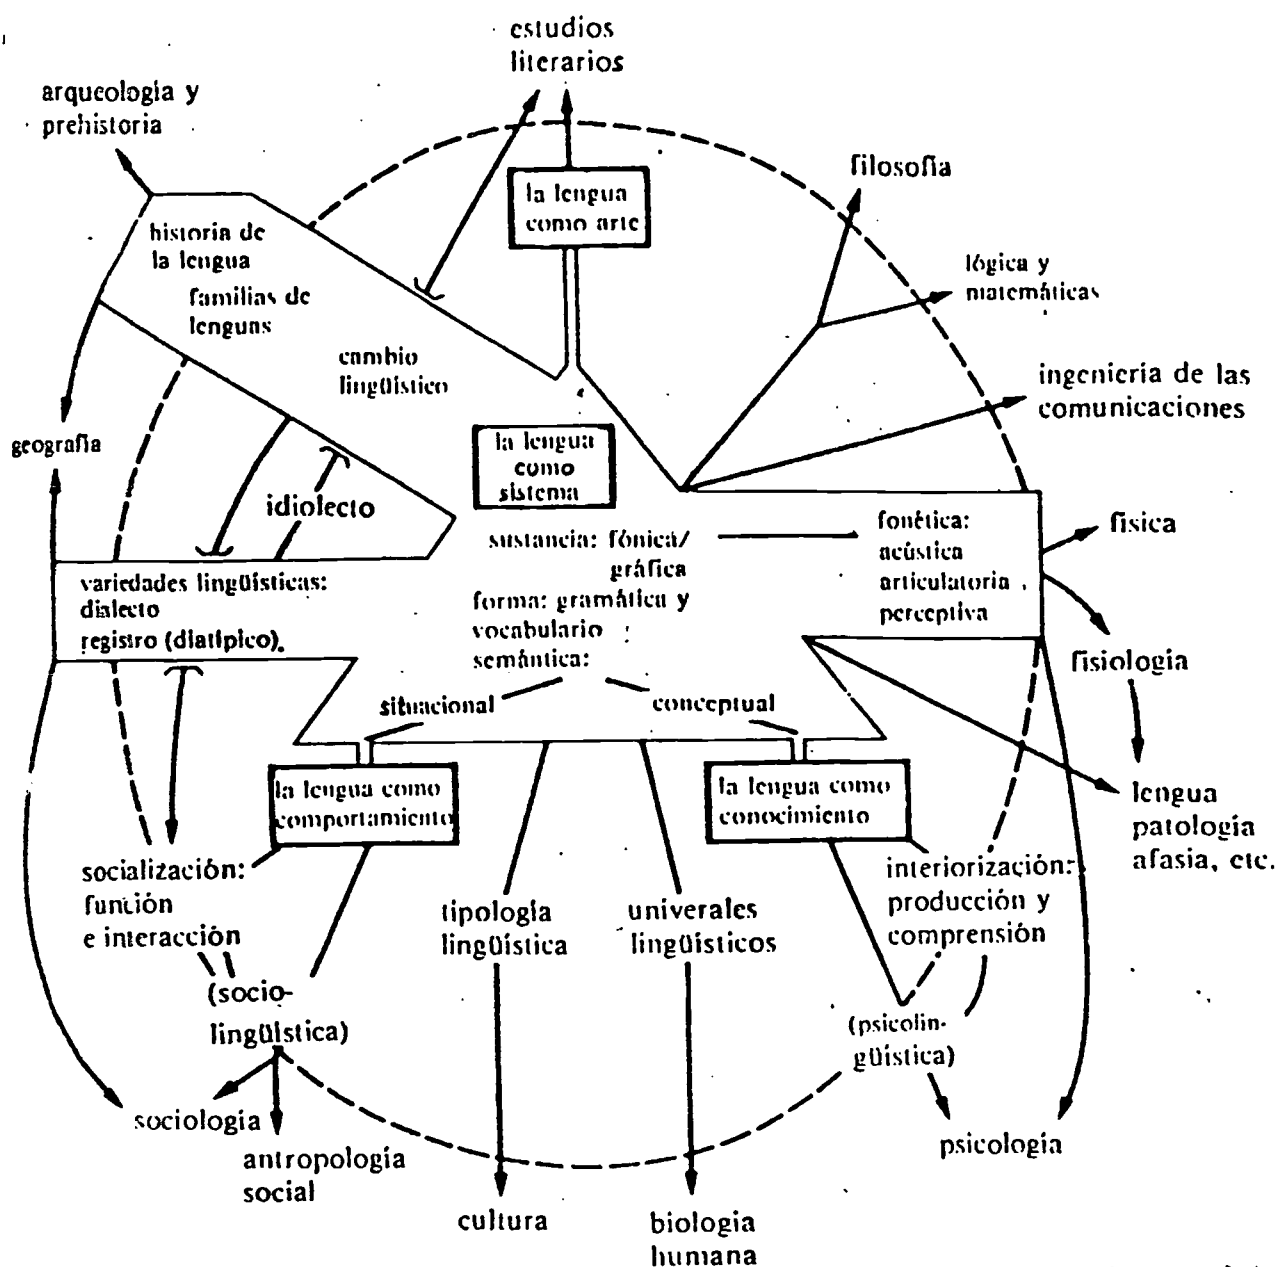 estudios
literarios
arqueología y
prehistoria
filosofía
la lengua
como arte
historia de
la lengua
familias de
lenguas
lógica y
matemáticas
cambio
lingüístico
ingeniería de las
comunicaciones
geografía
la lengua
como
sistema
idiolecto
sustancia: fónica/
gráfica
forma: gramática y
vocabulario
semántica:
situacional
conceptual
fonética:
acústica
articulatoria
perceptiva
física
fisiología
variedades lingüísticas:
dialecto
registro (diatípico).
la lengua como
comportamiento
la lengua como
conocimiento
lengua
patología
afasia, etc.
socialización:
función
e interacción
tipología
lingüística
univerales
lingüísticos
interiorización:
producción y
comprensión
(socio-
lingüística)
(psicolin-
güística)
sociología
antropología
social
psicología
cultura
biología
humana